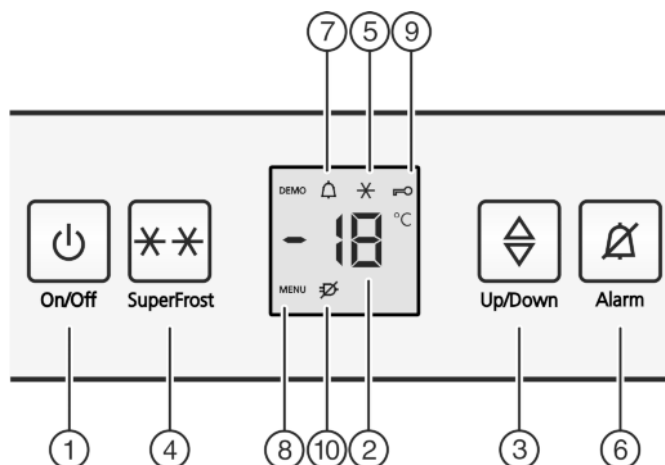 7 5 9
DEMO
-18 °C
MENU
On/Off SuperFrost Up/Down Alarm
1 4 8 10 2 3 6